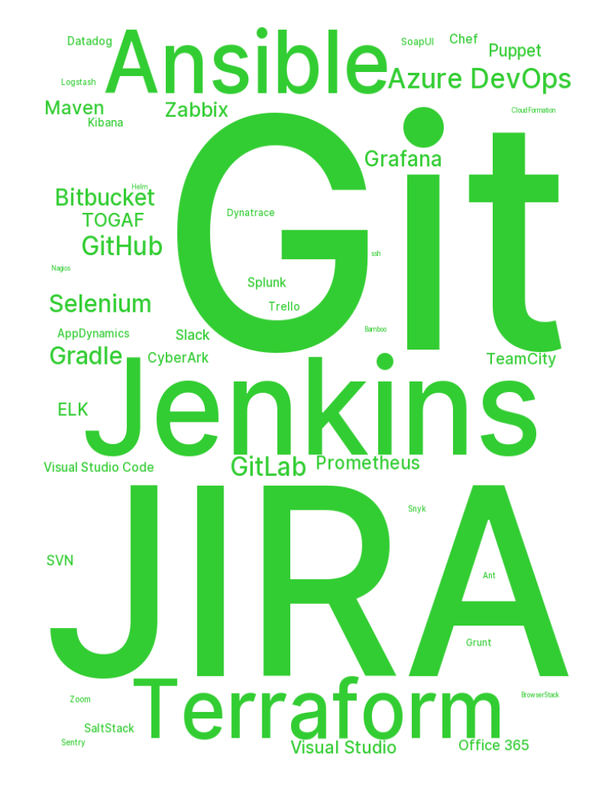 Datadog
Ansible
SoapUI
Chef
Puppet
Azure DevOps
Logstash
Maven
Zabbix
CloudFormation
Kibana
Git
Grafana
Helm
Bitbucket
TOGAF
Dynatrace
GitHub
ssh
Nagios
Splunk
Selenium
Trello
AppDynamics
Slack
Bamboo
Gradle
CyberArk
TeamCity
Jenkins
ELK
Visual Studio Code
GitLab
Prometheus
JIRA
Snyk
SVN
Ant
Grunt
Terraform
Zoom
BrowserStack
SaltStack
Sentry
Visual Studio
Office 365